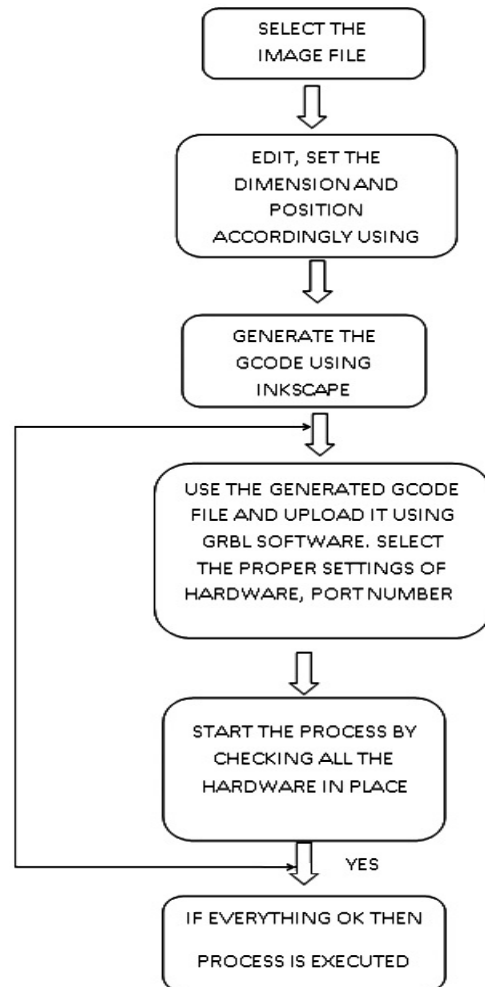 SELECT THE
IMAGE FILE
EDIT, SET THE
DIMENSION AND
POSITION
ACCORDINGLY USING
GENERATE THE
GCODE USING
INKSCAPE
USE THE GENERATED GCODE
FILE AND UPLOAD IT USING
GRBL SOFTWARE. SELECT
THE PROPER SETTINGS OF
HARDWARE, PORT NUMBER
START THE PROCESS BY
CHECKING ALL THE
HARDWARE IN PLACE
YES
IF EVERYTHING OK THEN
PROCESS IS EXECUTED